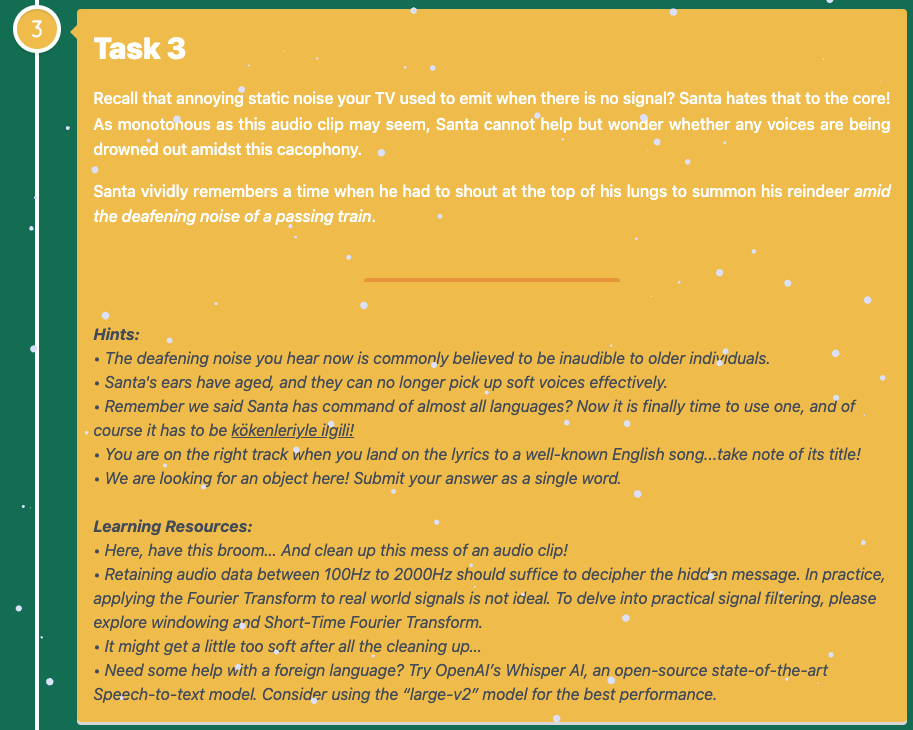 3
Task 3
Recall that annoying static noise your TV used to emit when there is no signal? Santa hates that to the core!
As monotonous as this audio clip may seem, Santa cannot help but wonder whether any voices are being
drowned out amidst this cacophony.
Santa vividly remembers a time when he had to shout at the top of his lungs to summon his reindeer amid
the deafening noise of a passing train.
Hints:
• The deafening noise you hear now is commonly believed to be inaudible to older individuals.
• Santa's ears have aged, and they can no longer pick up soft voices effectively.
• Remember we said Santa has command of almost all languages? Now it is finally time to use one, and of
course it has to be kökenleriyle ilgili!
• You are on the right track when you land on the lyrics to a well-known English song...take note of its title!
• We are looking for an object here! Submit your answer as a single word.
Learning Resources:
• Here, have this broom... And clean up this mess of an audio clip!
• Retaining audio data between 100Hz to 2000Hz should suffice to decipher the hidden message. In practice,
applying the Fourier Transform to real world signals is not ideal. To delve into practical signal filtering, please
explore windowing and Short-Time Fourier Transform.
• It might get a little too soft after all the cleaning up...
• Need some help with a foreign language? Try OpenAI’s Whisper AI, an open-source state-of-the-art
Speech-to-text model. Consider using the “large-v2” model for the best performance.